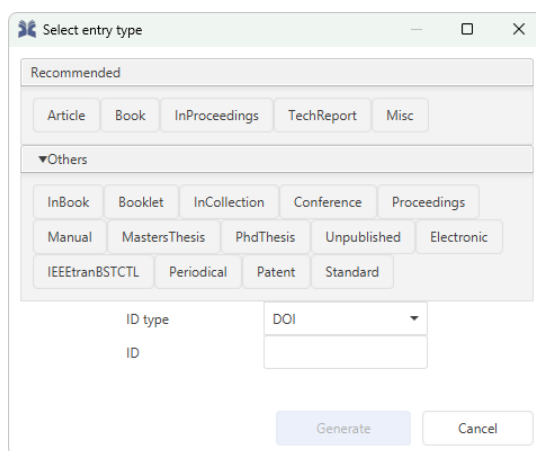 Select entry type
Recommended
Article Book InProceedings TechReport Misc
▼Others
InBook Booklet InCollection Conference Proceedings
Manual MastersThesis PhdThesis Unpublished Electronic
IEEEtranBSTCTL Periodical Patent Standard
ID type DOI
ID
Generate Cancel